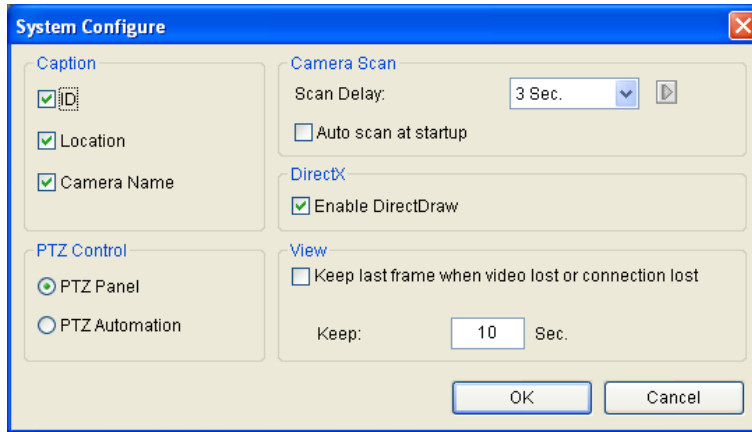 System Configure
Caption
ID
Location
Camera Name
Camera Scan
Scan Delay: 3 Sec.
Auto scan at startup
DirectX
Enable DirectDraw
PTZ Control
PTZ Panel
PTZ Automation
View
Keep last frame when video lost or connection lost
Keep: 10 Sec.
OK Cancel